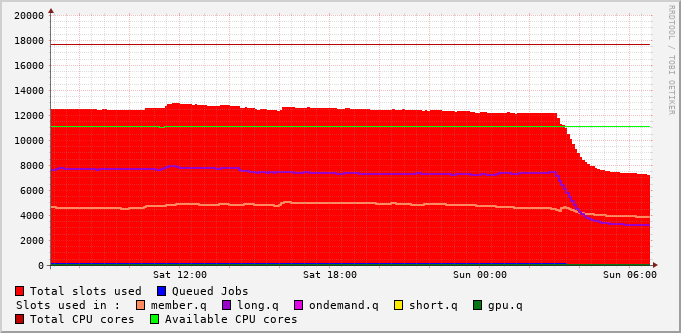 RRDTOOL / TOBI OETIKER
20000
18000
16000
14000
12000
10000
8000
6000
4000
2000
0
Sat 12:00 Sat 18:00 Sun 00:00 Sun 06:00
Total slots used Queued Jobs
Slots used in : member.q long.q ondemand.q short.q gpu.q
Total CPU cores Available CPU cores